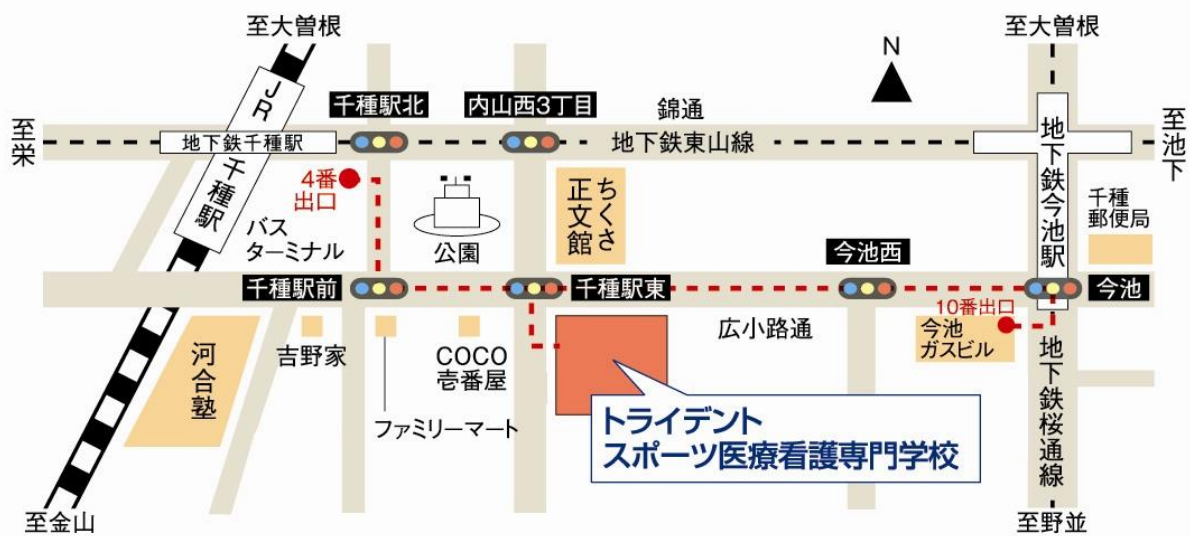 至大曽根
至大曽根
N
JR千種駅
千種駅北
内山西3丁目
錦通
至栄
地下鉄千種駅
地下鉄東山線
地下鉄今池駅
至池下
4番
出口
バス
ターミナル
公園
ちくさ
正文館
千種
郵便局
今池西
千種駅前
千種駅東
今池
10番出口
広小路通
今池
ガスビル
河合塾
吉野家
COCO
壱番屋
ファミリーマート
トライデント
スポーツ医療看護専門学校
地下鉄桜通線
至金山
至野並